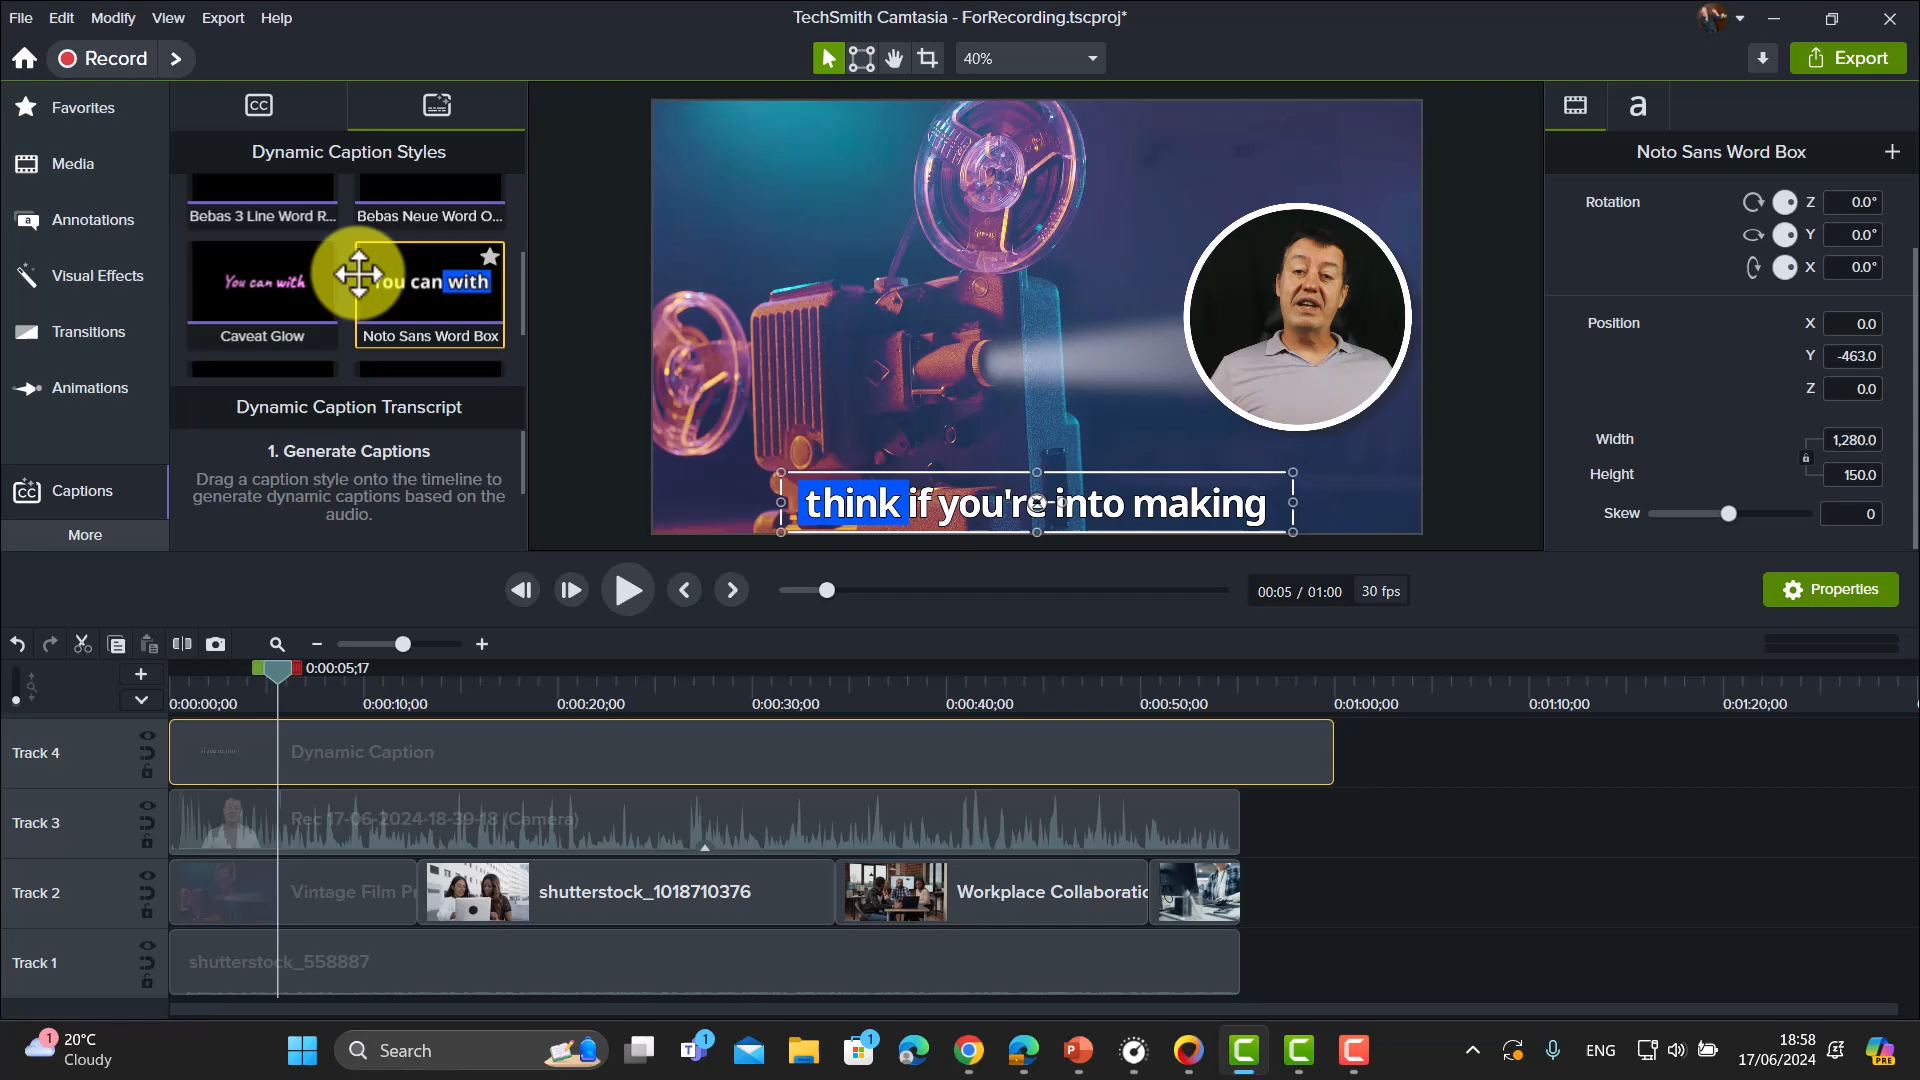 File Edit Modify View Export Help
TechSmith Camtasia - ForRecording.tscproj*
Record
40%
Export
Favorites
Media
Annotations
Visual Effects
Transitions
Animations
Captions
More
CC
Dynamic Caption Styles
Bebas 3 Line Word R...
Bebas Neue Word O...
You can with
You can with
Caveat Glow
Noto Sans Word Box
Dynamic Caption Transcript
1. Generate Captions
Drag a caption style onto the timeline to
generate dynamic captions based on the
audio.
think if you're into making
a
Noto Sans Word Box
Rotation
Z 0.0°
Y 0.0°
X 0.0°
Position
X 0.0
Y -463.0
Z 0.0
Width 1,280.0
Height 150.0
Skew 0
00:05 / 01:00 30 fps
Properties
0:00:05;17
0:00:00;00 0:00:10;00 0:00:20;00 0:00:30;00 0:00:40;00 0:00:50;00 0:01:00;00 0:01:10;00 0:01:20;00
Track 4
Dynamic Caption
Track 3
Rec 17-06-2024-18-39-18 (Camera)
Track 2
Vintage Film Pr
shutterstock_1018710376
Workplace Collaboratic
Track 1
shutterstock_558887
1
20°C
Cloudy
Search
1
1
ENG
18:58
17/06/2024
PRE